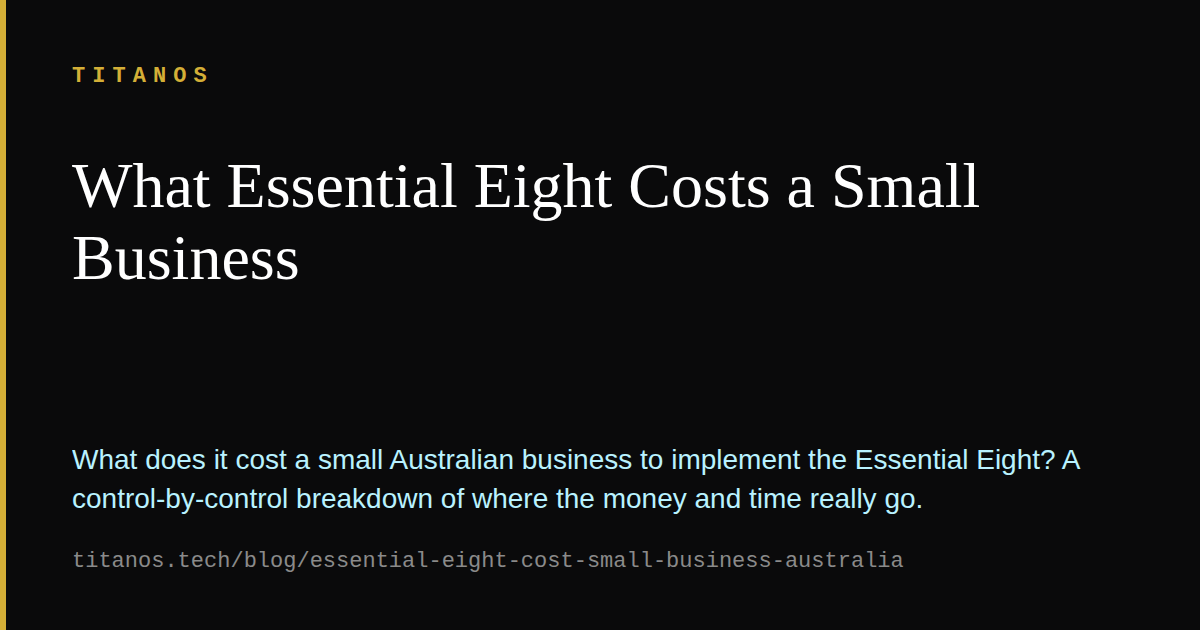 TITANOS
What Essential Eight Costs a Small
Business
What does it cost a small Australian business to implement the Essential Eight? A
control-by-control breakdown of where the money and time really go.
titanos.tech/blog/essential-eight-cost-small-business-australia